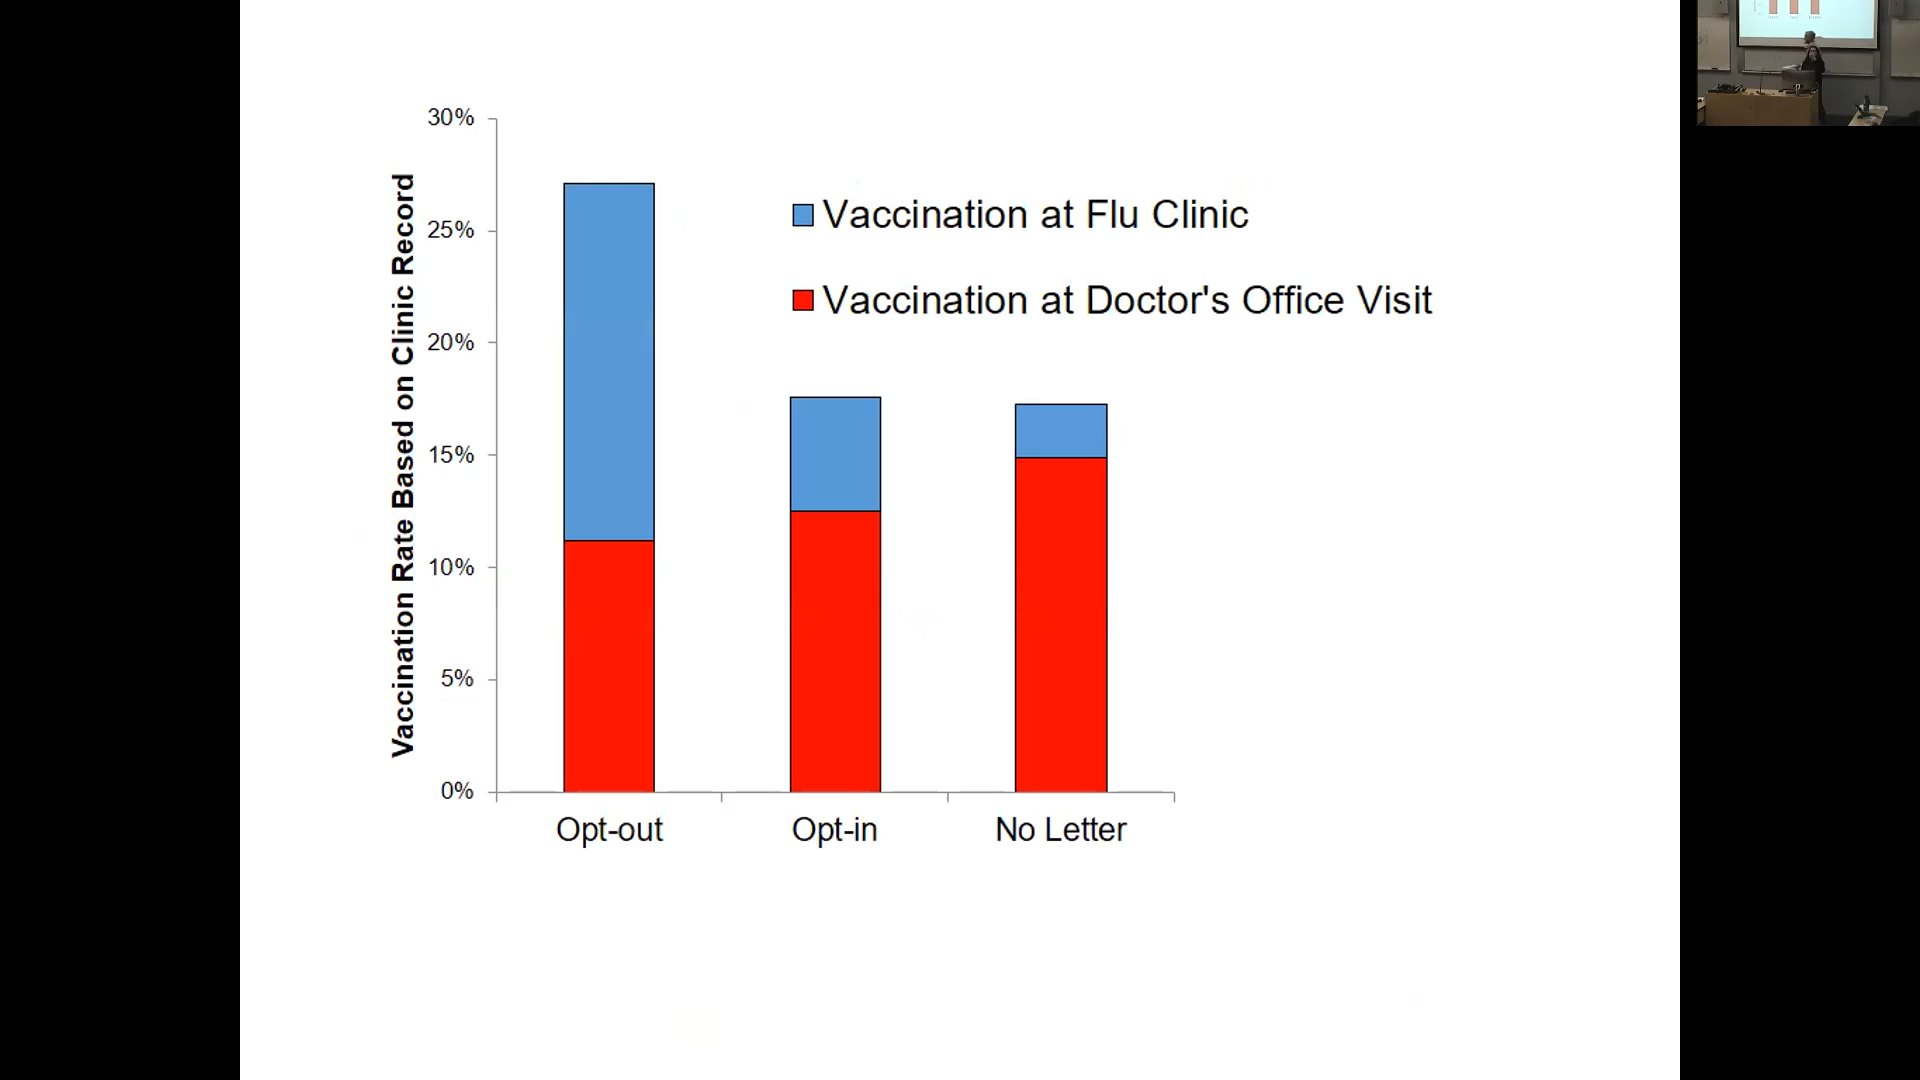 Vaccination Rate Based on Clinic Record
30%
25%
20%
15%
10%
5%
0%
Vaccination at Flu Clinic
Vaccination at Doctor's Office Visit
Opt-out
Opt-in
No Letter